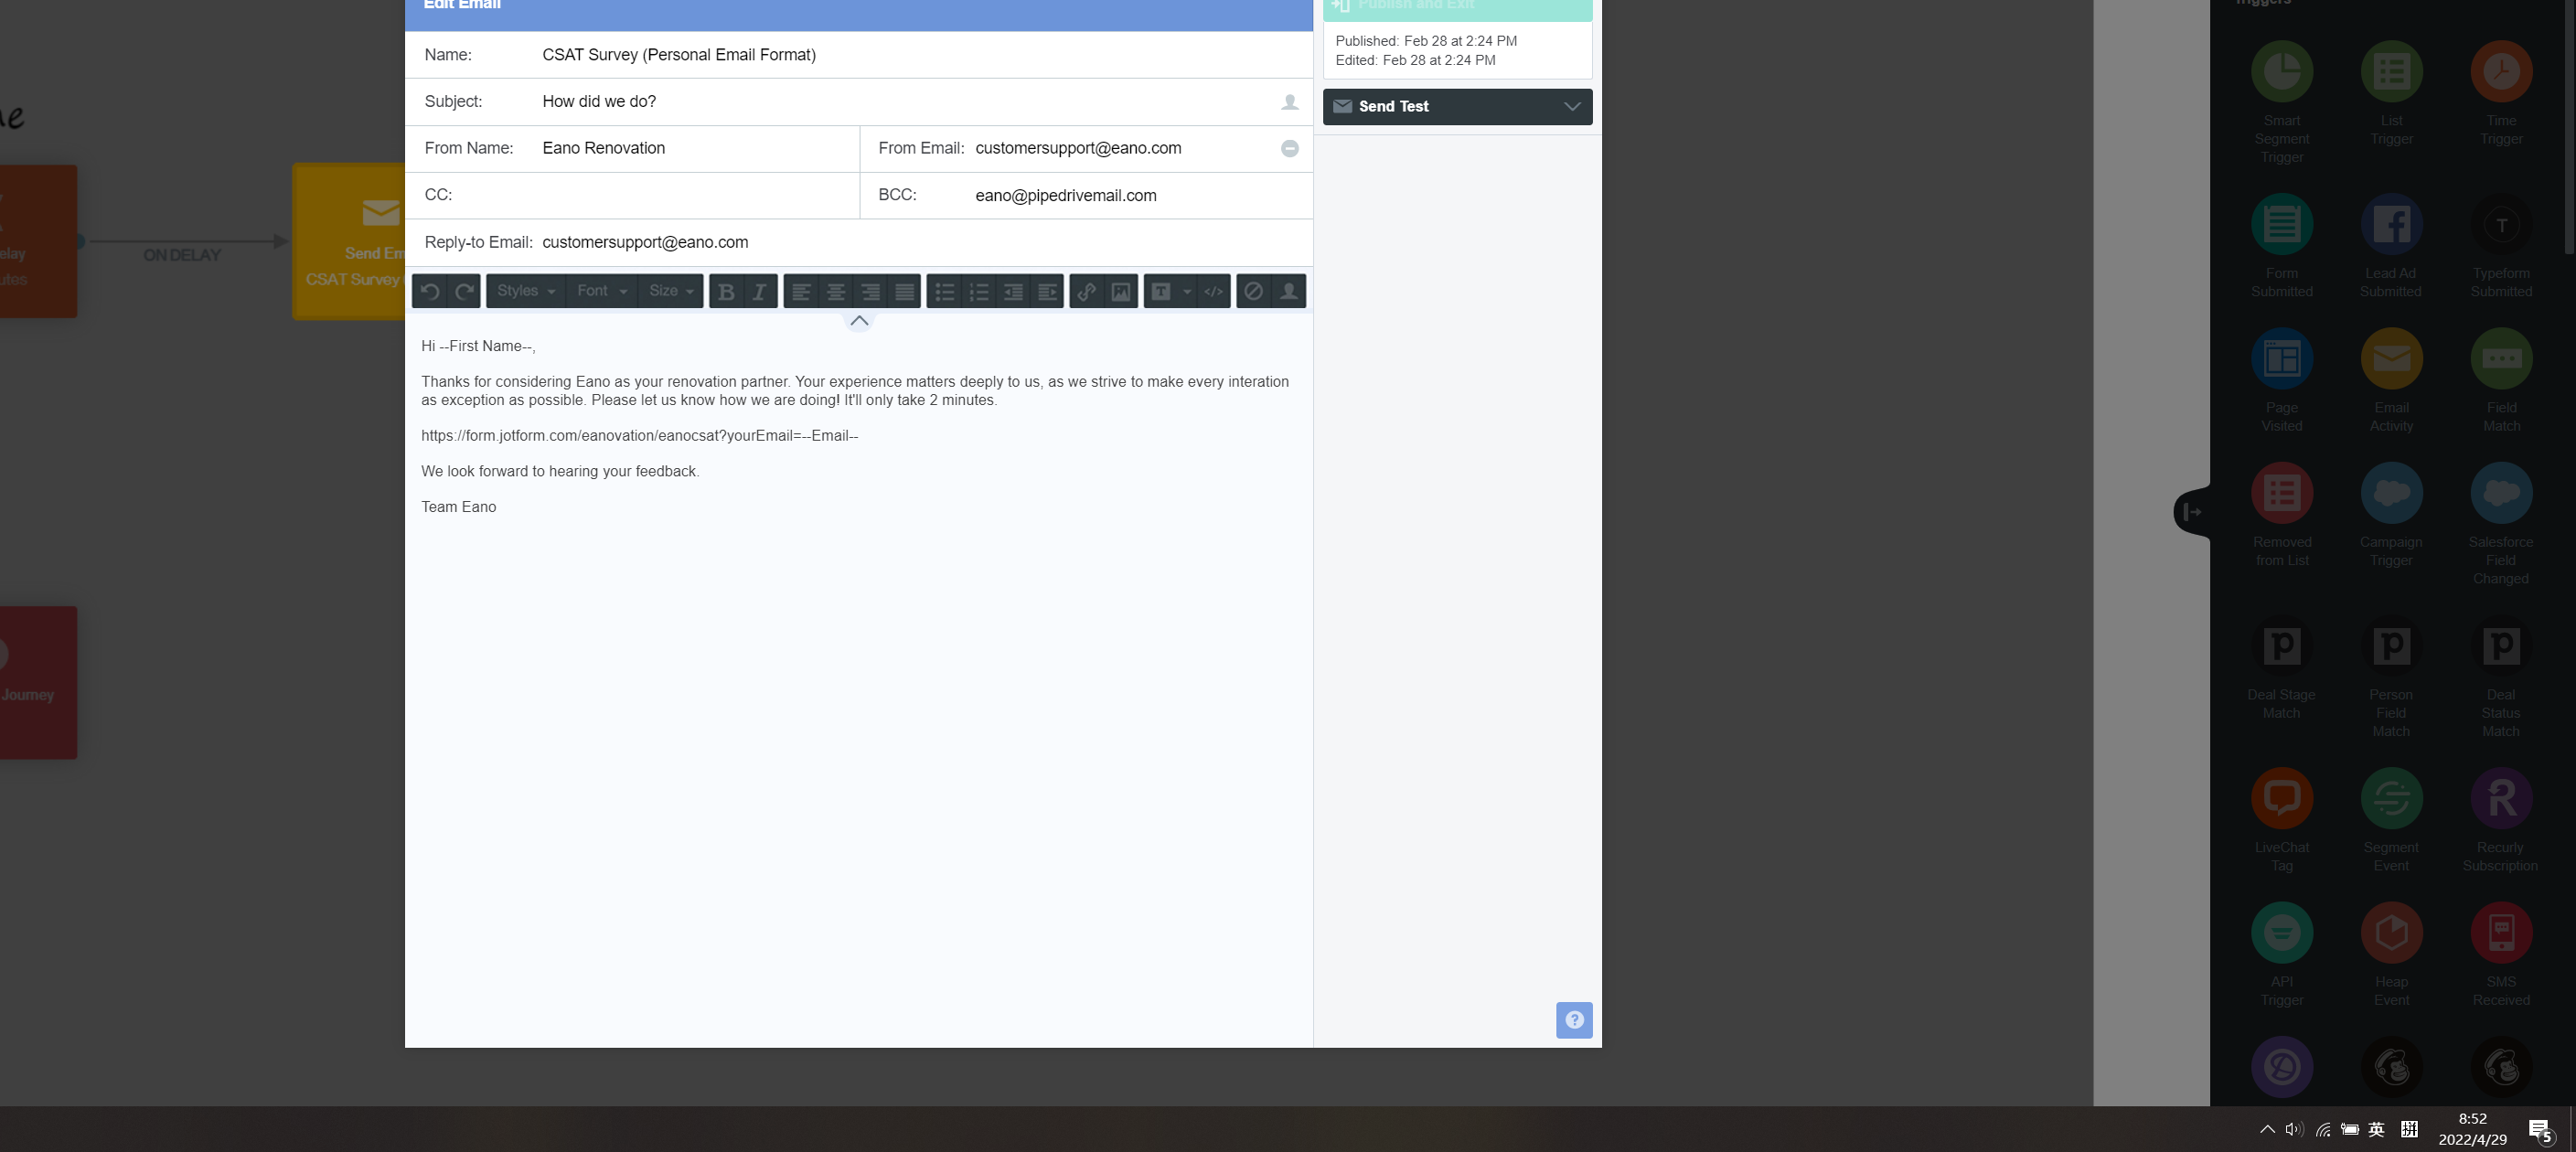 Edit Email
Publish and Exit
Triggers
Name: CSAT Survey (Personal Email Format)
Published: Feb 28 at 2:24 PM
Edited: Feb 28 at 2:24 PM
Subject: How did we do?
Send Test
From Name: Eano Renovation
From Email: customersupport@eano.com
CC:
BCC: eano@pipedrivemail.com
Reply-to Email: customersupport@eano.com
ON DELAY
Send Em
CSAT Survey
elay
utes
Journey
Styles Font Size B I T </>
Hi --First Name--,
Thanks for considering Eano as your renovation partner. Your experience matters deeply to us, as we strive to make every interation
as exception as possible. Please let us know how we are doing! It'll only take 2 minutes.
https://form.jotform.com/eanovation/eanocsat?yourEmail=--Email--
We look forward to hearing your feedback.
Team Eano
Smart
Segment
Trigger
List
Trigger
Time
Trigger
Form
Submitted
Lead Ad
Submitted
Typeform
Submitted
Page
Visited
Email
Activity
Field
Match
Removed
from List
Campaign
Trigger
Salesforce
Field
Changed
Deal Stage
Match
Person
Field
Match
Deal
Status
Match
LiveChat
Tag
Segment
Event
Recurly
Subscription
API
Trigger
Heap
Event
SMS
Received
英 拼
8:52
2022/4/29
5